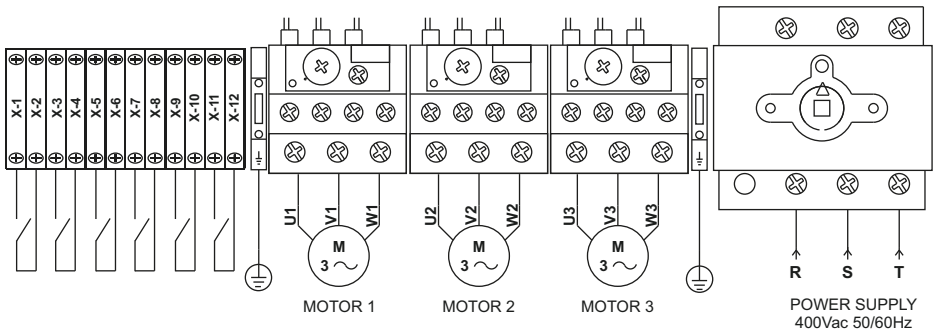 X-1
X-2
X-3
X-4
X-5
X-6
X-7
X-8
X-9
X-10
X-11
X-12
U1
V1
W1
U2
V2
W2
U3
V3
W3
M
3
M
3
M
3
R
S
T
MOTOR 1
MOTOR 2
MOTOR 3
POWER SUPPLY
400Vac 50/60Hz